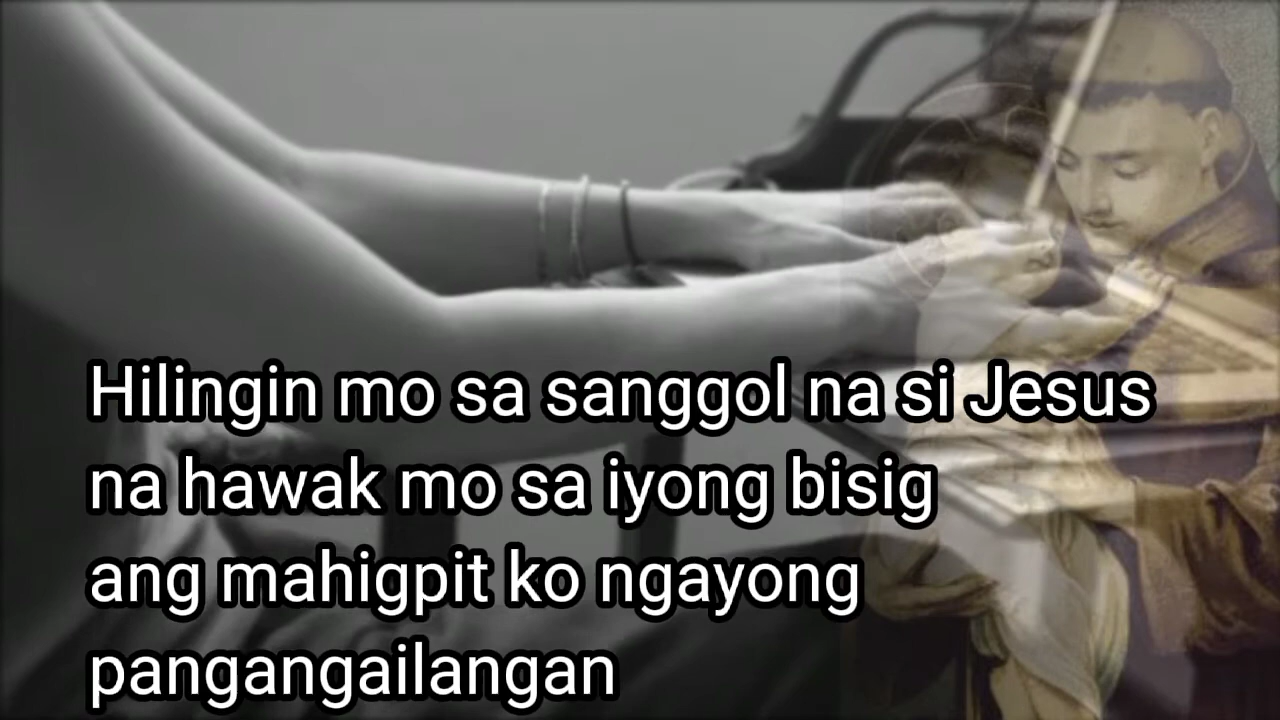 Hilingin mo sa sanggol na si Jesus
na hawak mo sa iyong bisig
ang mahigpit ko ngayong
pangangailangan